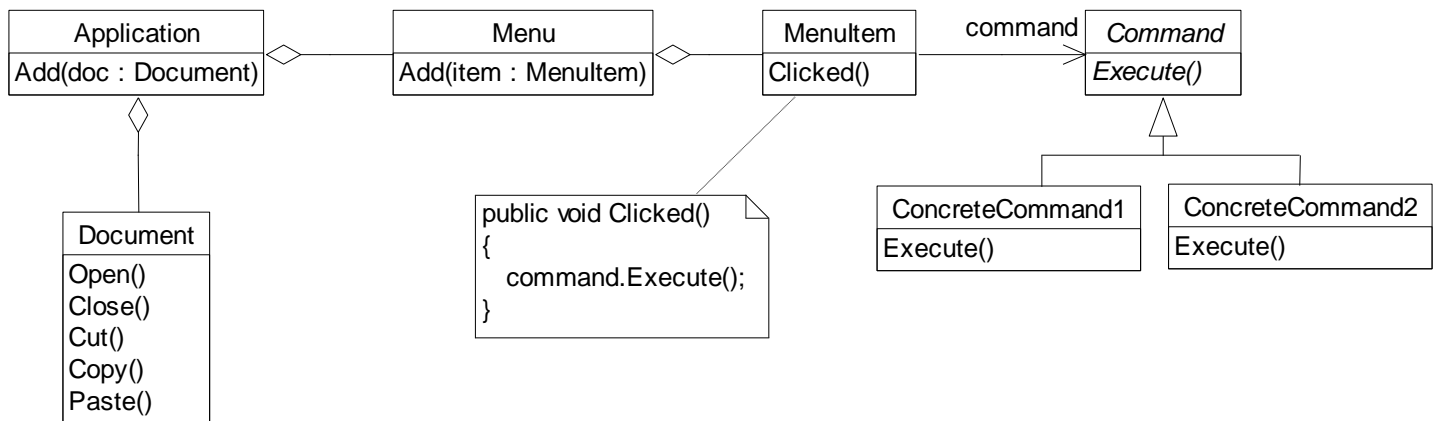 Application
Add(doc : Document)
Menu
Add(item : MenuItem)
MenuItem
Clicked()
command
Command
Execute()
Document
Open()
Close()
Cut()
Copy()
Paste()
public void Clicked()
{
command.Execute();
}
ConcreteCommand1
Execute()
ConcreteCommand2
Execute()